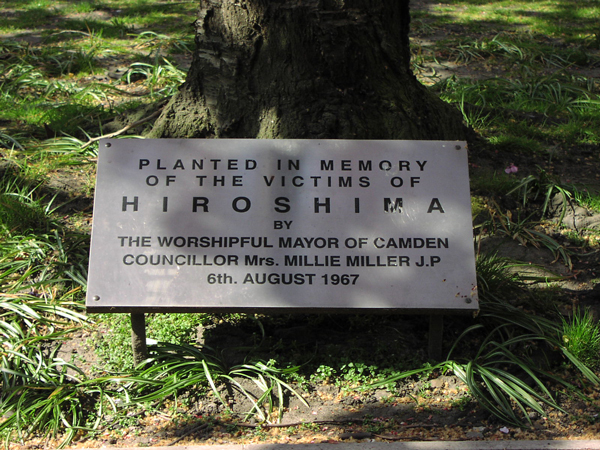 PLANTED IN MEMORY
OF THE VICTIMS OF
HIROSHIMA
BY
THE WORSHIPFUL MAYOR OF CAMDEN
COUNCILLOR Mrs. MILLIE MILLER J.P
6th. AUGUST 1967